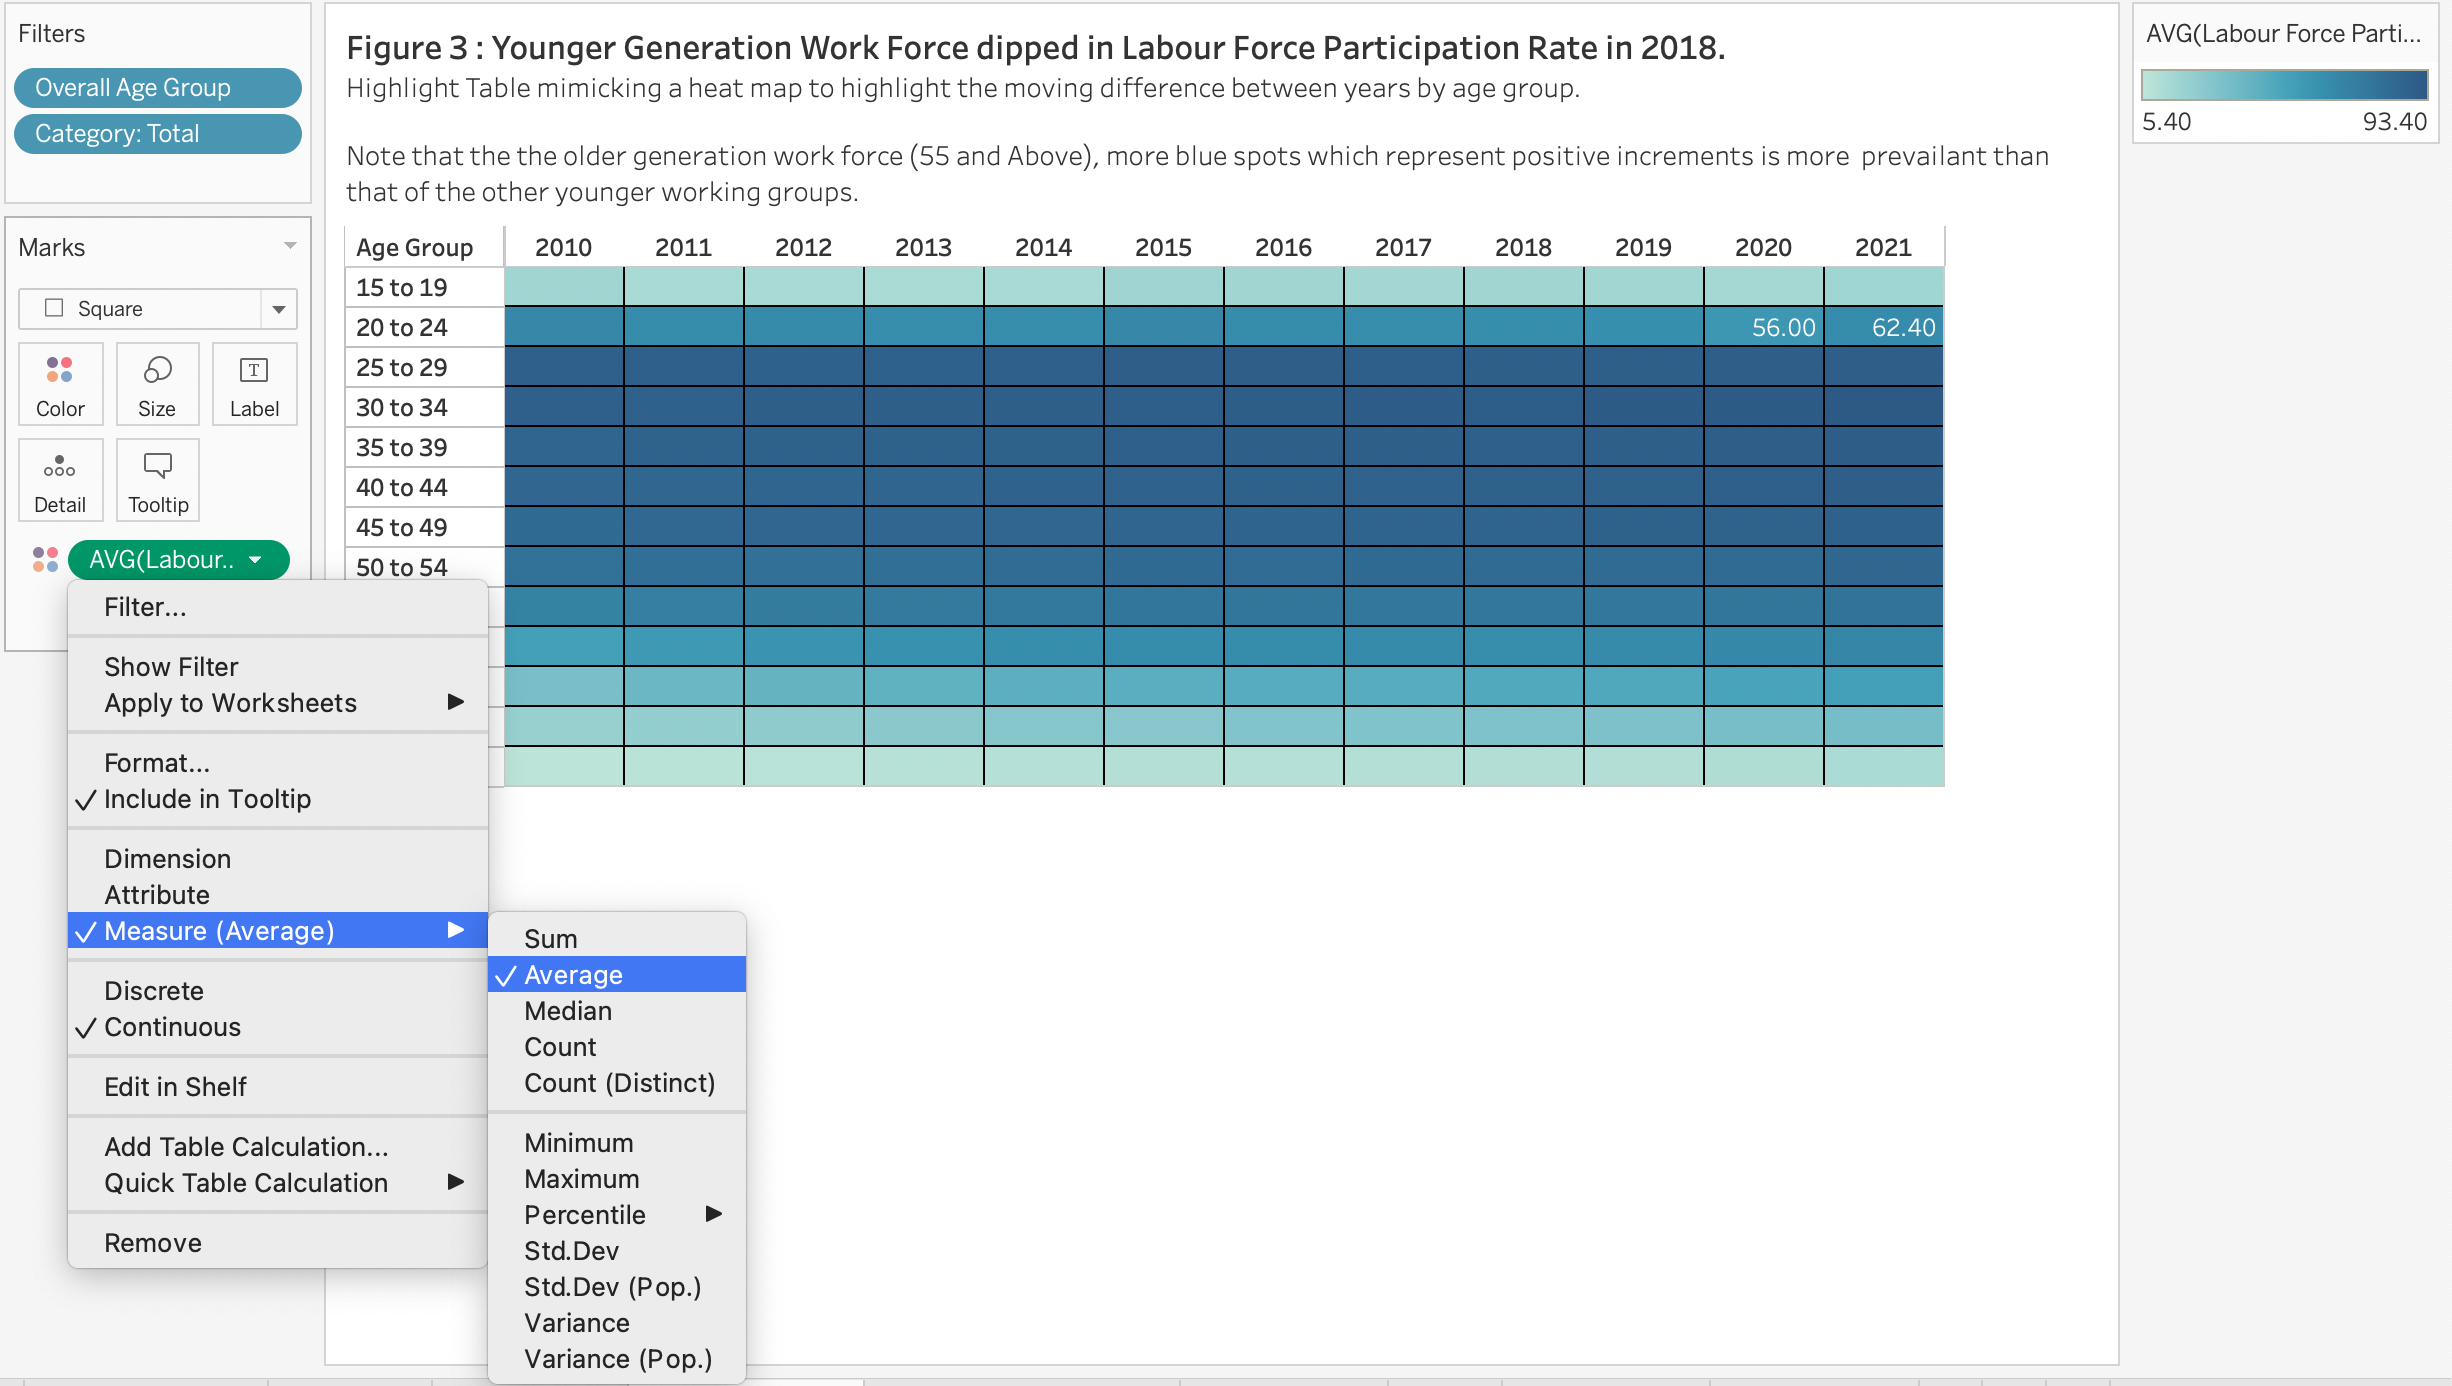 Filters
Overall Age Group
Category: Total
Marks
Square
Color
Size
Label
Detail
Tooltip
AVG(Labour..
Filter...
Show Filter
Apply to Worksheets
Format...
Include in Tooltip
Dimension
Attribute
Measure (Average)
Discrete
Continuous
Edit in Shelf
Add Table Calculation...
Quick Table Calculation
Remove
Sum
Average
Median
Count
Count (Distinct)
Minimum
Maximum
Percentile
Std.Dev
Std.Dev (Pop.)
Variance
Variance (Pop.)
Figure 3 : Younger Generation Work Force dipped in Labour Force Participation Rate in 2018.
Highlight Table mimicking a heat map to highlight the moving difference between years by age group.
Note that the the older generation work force (55 and Above), more blue spots which represent positive increments is more  prevailant than
that of the other younger working groups.
Age Group 2010 2011 2012 2013 2014 2015 2016 2017 2018 2019 2020 2021
15 to 19
20 to 24 56.00 62.40
25 to 29
30 to 34
35 to 39
40 to 44
45 to 49
50 to 54
AVG(Labour Force Parti...
5.40 93.40